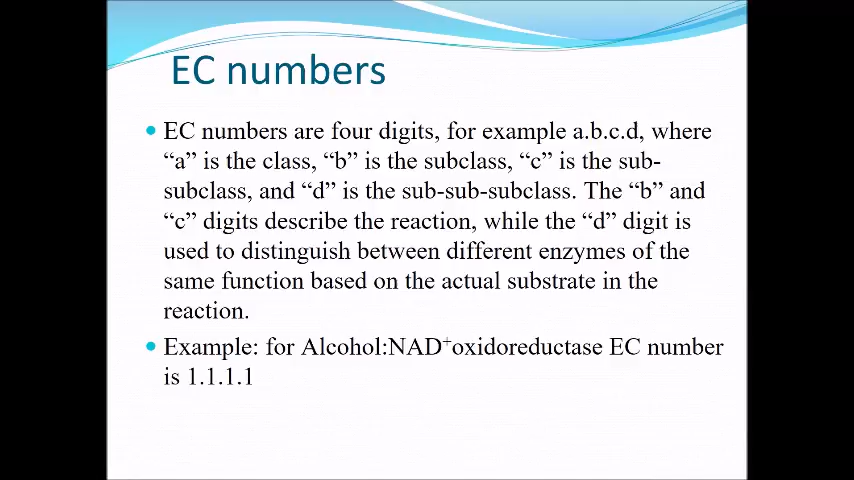 EC numbers
• EC numbers are four digits, for example a.b.c.d, where
“a” is the class, “b” is the subclass, “c” is the sub-
subclass, and “d” is the sub-sub-subclass. The “b” and
“c” digits describe the reaction, while the “d” digit is
used to distinguish between different enzymes of the
same function based on the actual substrate in the
reaction.
• Example: for Alcohol:NAD⁺oxidoreductase EC number
is 1.1.1.1